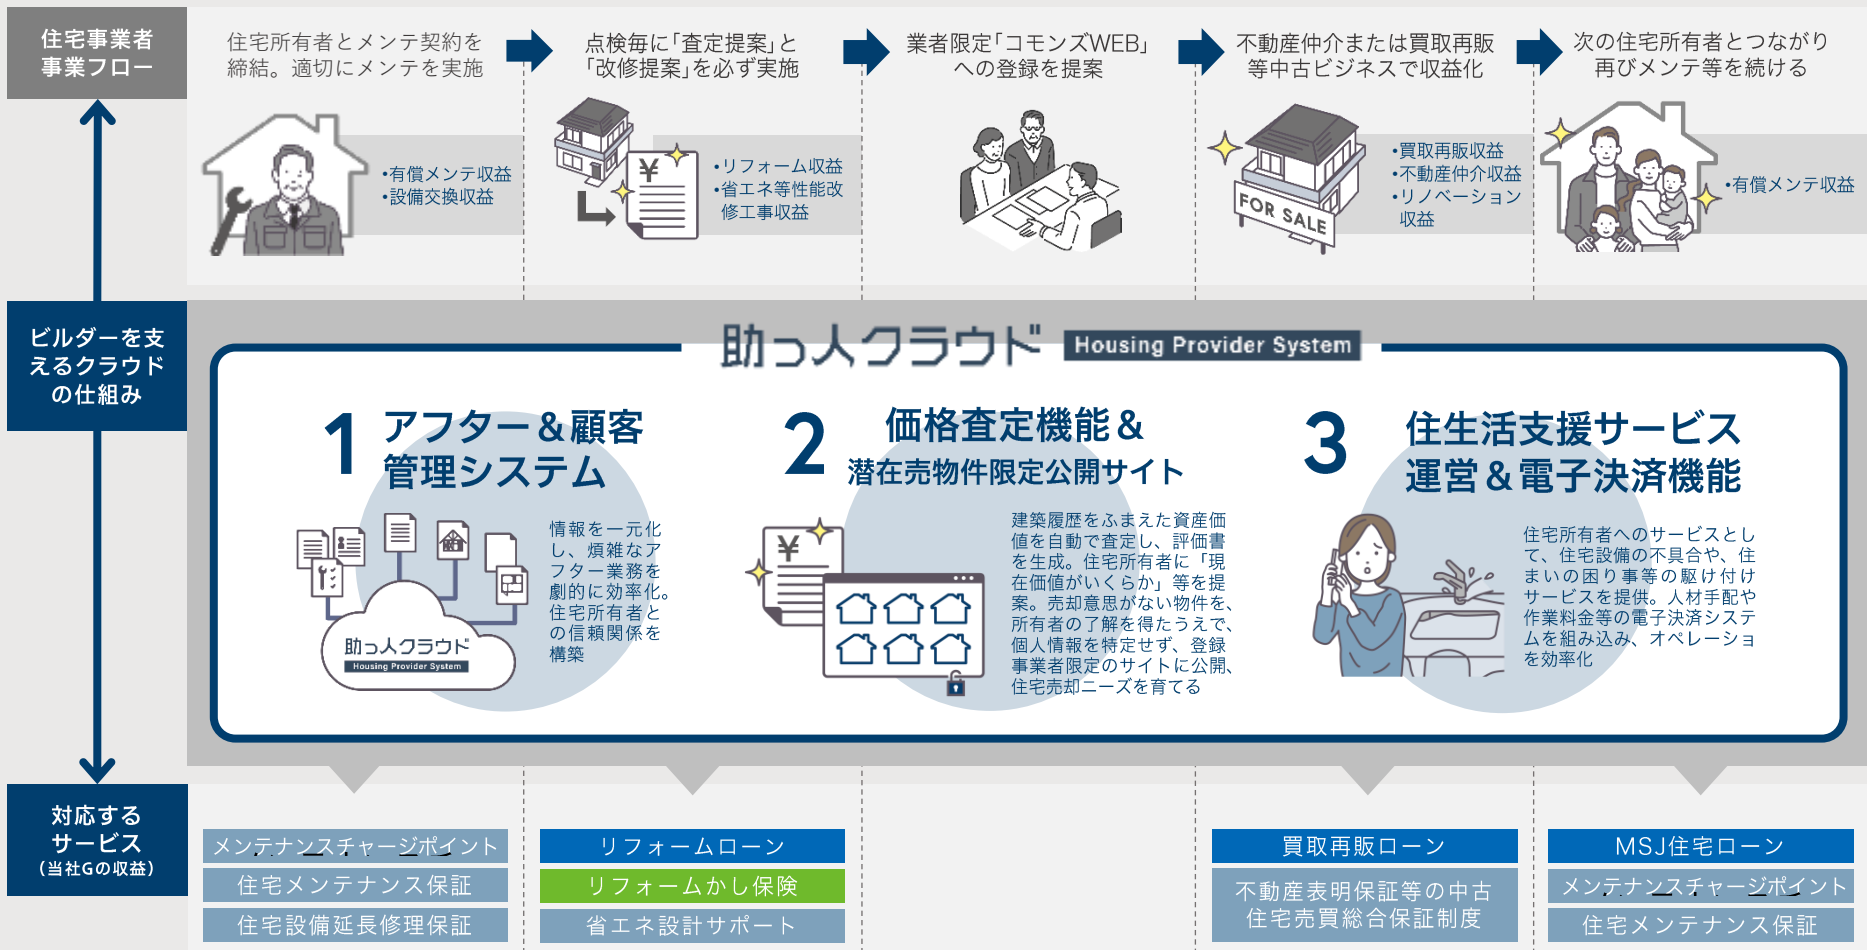 住宅事業者
事業フロー
住宅所有者とメンテ契約を
締結。適切にメンテを実施
点検毎に「査定提案」と
「改修提案」を必ず実施
業者限定「コモンズWEB」
への登録を提案
不動産仲介または買取再販
等中古ビジネスで収益化
次の住宅所有者とつながり
再びメンテ等を続ける
・有償メンテ収益
・設備交換収益
¥
・リフォーム収益
・省エネ等性能改
修工事収益
FOR SALE
・買取再販収益
・不動産仲介収益
・リノベーション
収益
・有償メンテ収益
ビルダーを支
えるクラウド
の仕組み
助っ人クラウド Housing Provider System
1 アフター＆顧客
管理システム
情報を一元化
し、煩雑なア
フター業務を
劇的に効率化。
住宅所有者と
の信頼関係を
構築
助っ人クラウド
Housing Provider System
2 価格査定機能＆
潜在売物件限定公開サイト
¥
建築履歴をふまえた資産価
値を自動で査定し、評価書
を生成。住宅所有者に「現
在価値がいくらか」等を提
案。売却意思がない物件を、
所有者の了解を得たうえで、
個人情報を特定せず、登録
事業者限定のサイトに公開、
住宅売却ニーズを育てる
3 住生活支援サービス
運営＆電子決済機能
住宅所有者へのサービスとし
て、住宅設備の不具合や、住
まいの困り事等の駆け付け
サービスを提供。人材手配や
作業料金等の電子決済システ
ムを組み込み、オペレーショ
を効率化
対応する
サービス
（当社Gの収益）
メンテナンスチャージポイント
住宅メンテナンス保証
住宅設備延長修理保証
リフォームローン
リフォームかし保険
省エネ設計サポート
買取再販ローン
不動産表明保証等の中古
住宅売買総合保証制度
MSJ住宅ローン
メンテナンスチャージポイント
住宅メンテナンス保証